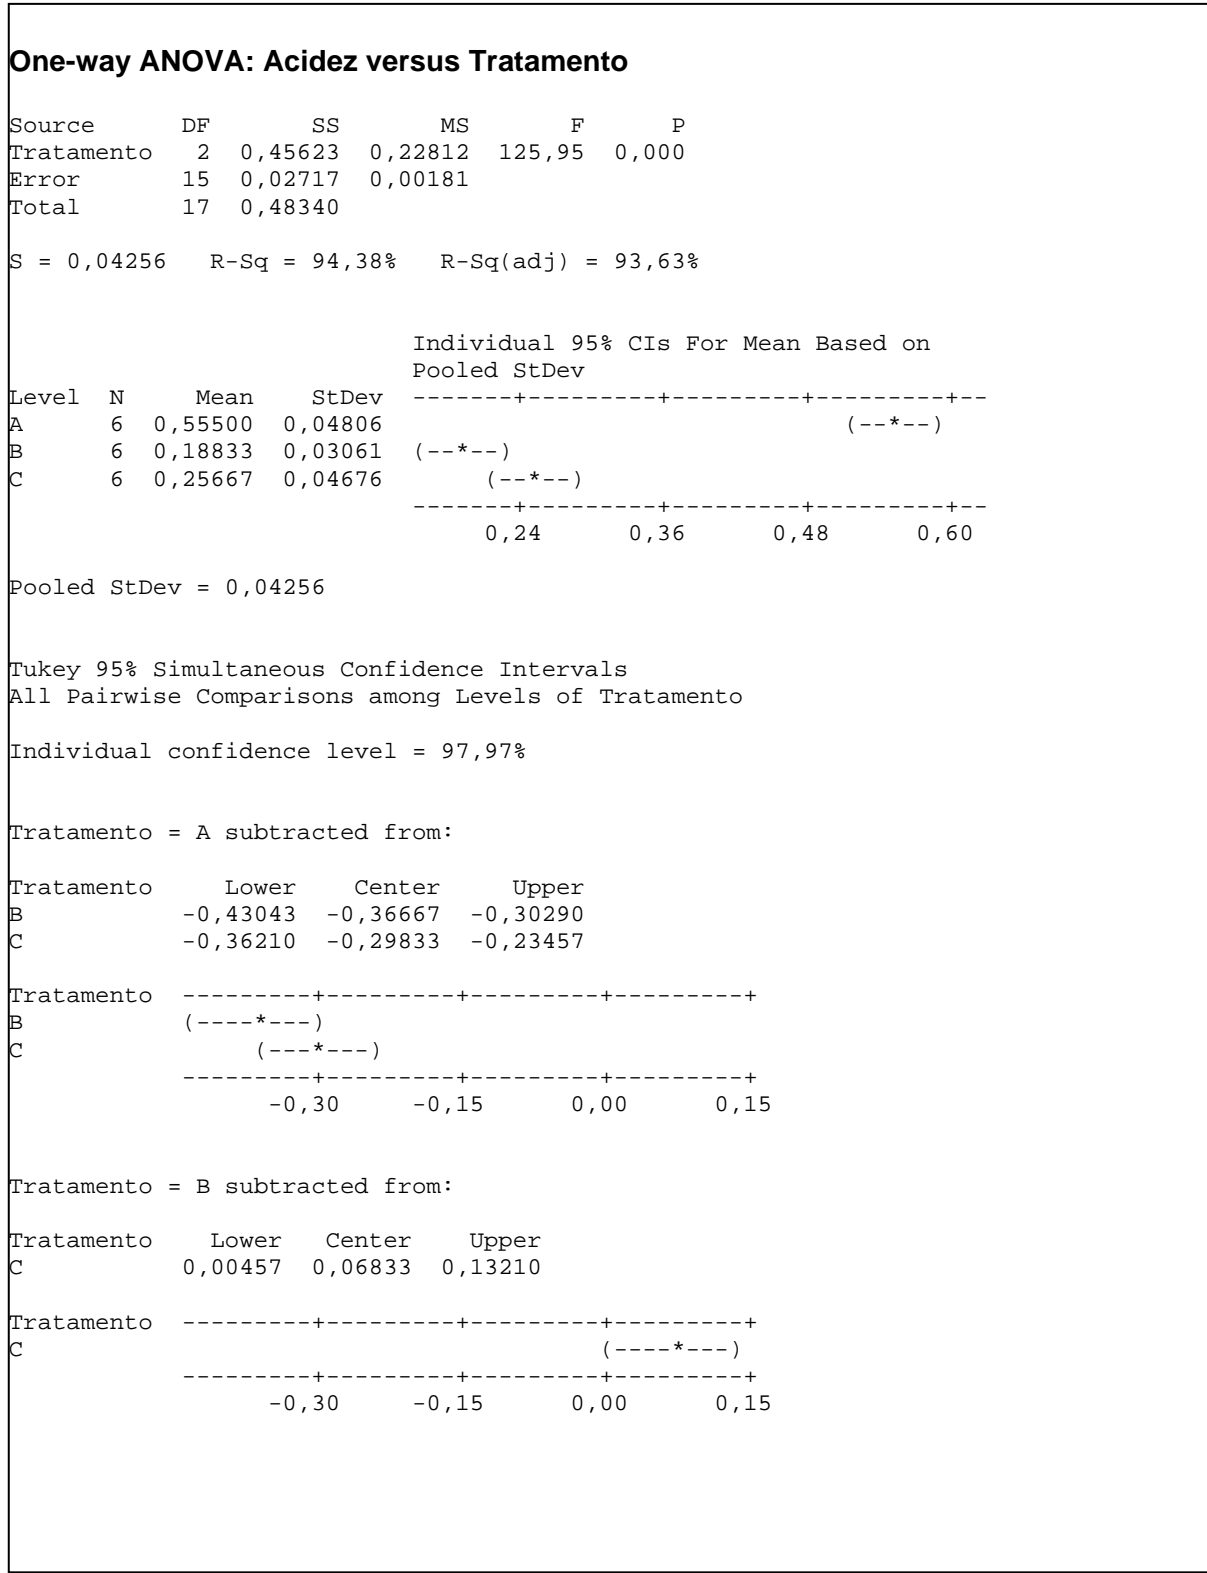 One-way ANOVA: Acidez versus Tratamento
Source      DF       SS       MS       F      P
Tratamento   2  0,45623  0,22812  125,95  0,000
Error       15  0,02717  0,00181
Total       17  0,48340
S = 0,04256   R-Sq = 94,38%   R-Sq(adj) = 93,63%
Individual 95% CIs For Mean Based on
Pooled StDev
Level  N     Mean    StDev  -------+---------+---------+---------+--
A      6  0,55500  0,04806                                (--*--)
B      6  0,18833  0,03061  (--*--)
C      6  0,25667  0,04676       (--*--)
-------+---------+---------+---------+--
0,24      0,36      0,48      0,60
Pooled StDev = 0,04256
Tukey 95% Simultaneous Confidence Intervals
All Pairwise Comparisons among Levels of Tratamento
Individual confidence level = 97,97%
Tratamento = A subtracted from:
Tratamento     Lower    Center     Upper
B           -0,43043  -0,36667  -0,30290
C           -0,36210  -0,29833  -0,23457
Tratamento  ---------+---------+---------+---------+
B           (----*---)
C                (---*---)
---------+---------+---------+---------+
-0,30     -0,15      0,00      0,15
Tratamento = B subtracted from:
Tratamento    Lower   Center    Upper
C           0,00457  0,06833  0,13210
Tratamento  ---------+---------+---------+---------+
C                                        (----*---)
---------+---------+---------+---------+
-0,30     -0,15      0,00      0,15